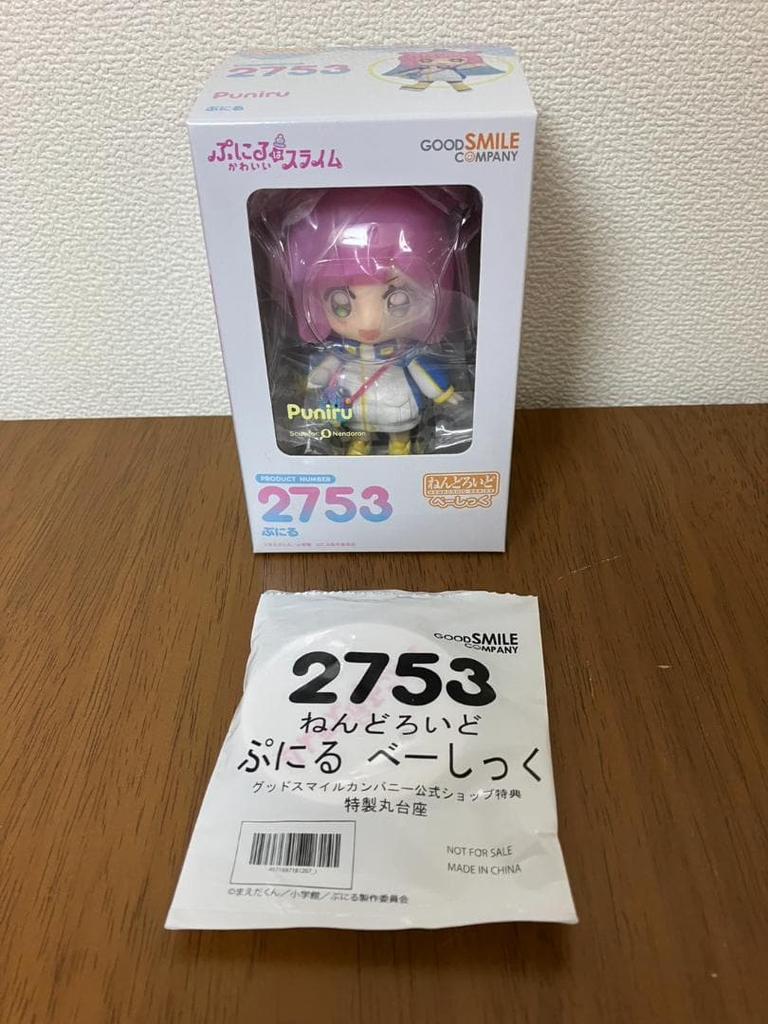 2753
Puniru
ぷにる
ぷにるはスライム
かわいい
GOODSMILE
COMPANY
Puniru
Nendoron
PRODUCT NUMBER
2753
ぷにる
ねんどろいど
べーしっく
GOODSMILE
COMPANY
2753
ねんどろいど
ぷにる べーしっく
グッドスマイルカンパニー公式ショップ特典
特製丸台座
NOT FOR SALE
MADE IN CHINA
©まえだくん／小学館／ぷにる製作委員会